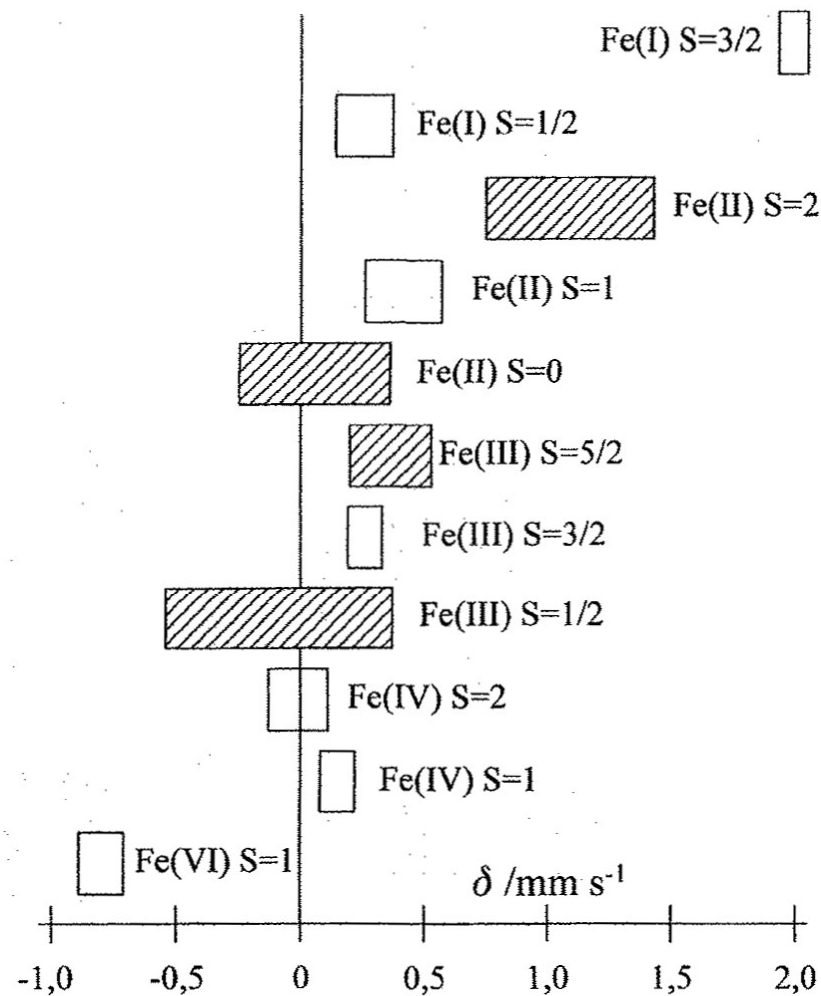 Fe(I) S=3/2
Fe(I) S=1/2
Fe(II) S=2
Fe(II) S=1
Fe(II) S=0
Fe(III) S=5/2
Fe(III) S=3/2
Fe(III) S=1/2
Fe(IV) S=2
Fe(IV) S=1
Fe(VI) S=1
δ /mm s⁻¹
-1,0 -0,5 0 0,5 1,0 1,5 2,0